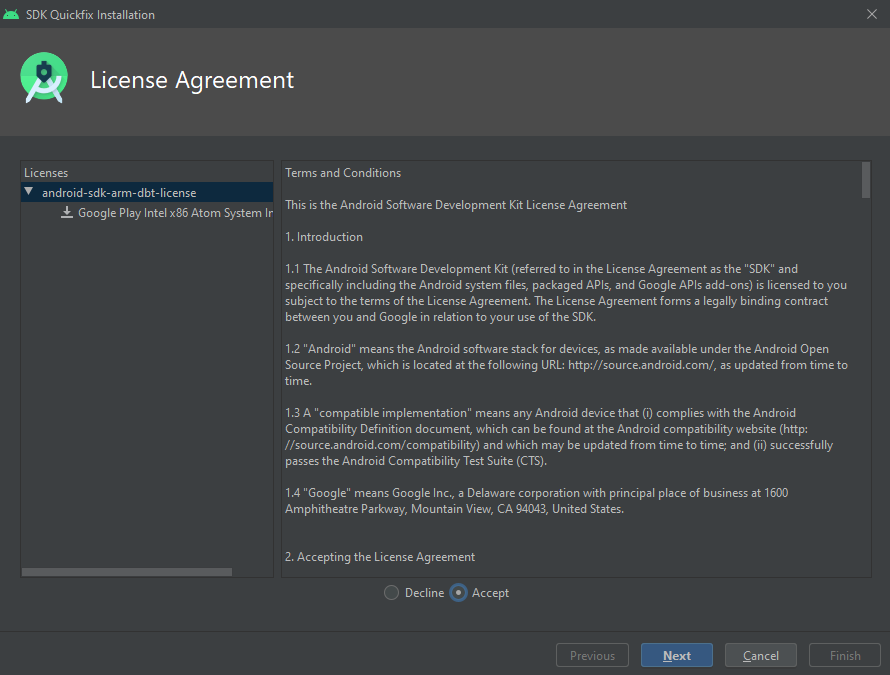 SDK Quickfix Installation
License Agreement
Licenses
android-sdk-arm-dbt-license
Google Play Intel x86 Atom System
Terms and Conditions
This is the Android Software Development Kit License Agreement
1. Introduction
1.1 The Android Software Development Kit (referred to in the License Agreement as the "SDK" and
specifically including the Android system files, packaged APIs, and Google APIs add-ons) is licensed to you
subject to the terms of the License Agreement. The License Agreement forms a legally binding contract
between you and Google in relation to your use of the SDK.
1.2 "Android" means the Android software stack for devices, as made available under the Android Open
Source Project, which is located at the following URL: http://source.android.com/, as updated from time to
time.
1.3 A "compatible implementation" means any Android device that (i) complies with the Android
Compatibility Definition document, which can be found at the Android compatibility website (http:
//source.android.com/compatibility) and which may be updated from time to time; and (ii) successfully
passes the Android Compatibility Test Suite (CTS).
1.4 "Google" means Google Inc., a Delaware corporation with principal place of business at 1600
Amphitheatre Parkway, Mountain View, CA 94043, United States.
2. Accepting the License Agreement
Decline Accept
Previous Next Cancel Finish